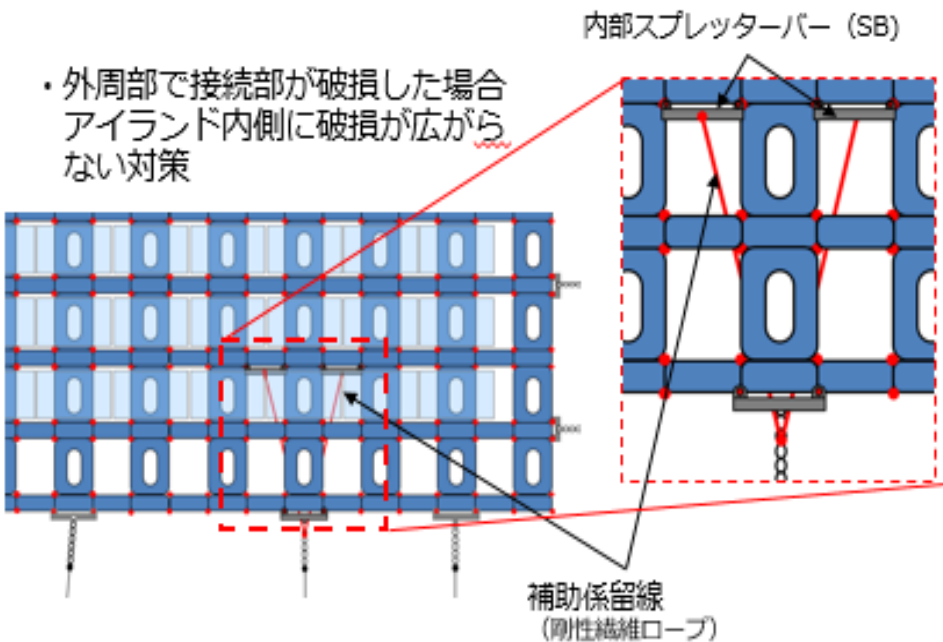 内部スプレッターバー（SB)
・外周部で接続部が破損した場合
アイランド内側に破損が広がら
ない対策
補助係留線
（剛性繊維ロープ）